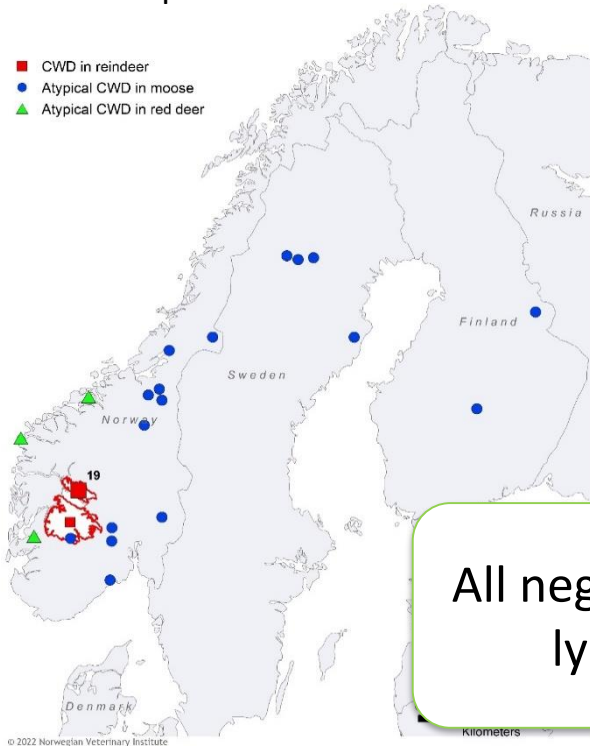 CWD in reindeer
Atypical CWD in moose
Atypical CWD in red deer
Russia
Finland
Sweden
Norway
19
All neg
ly
Denmark
Kilometers
© 2022 Norwegian Veterinary Institute